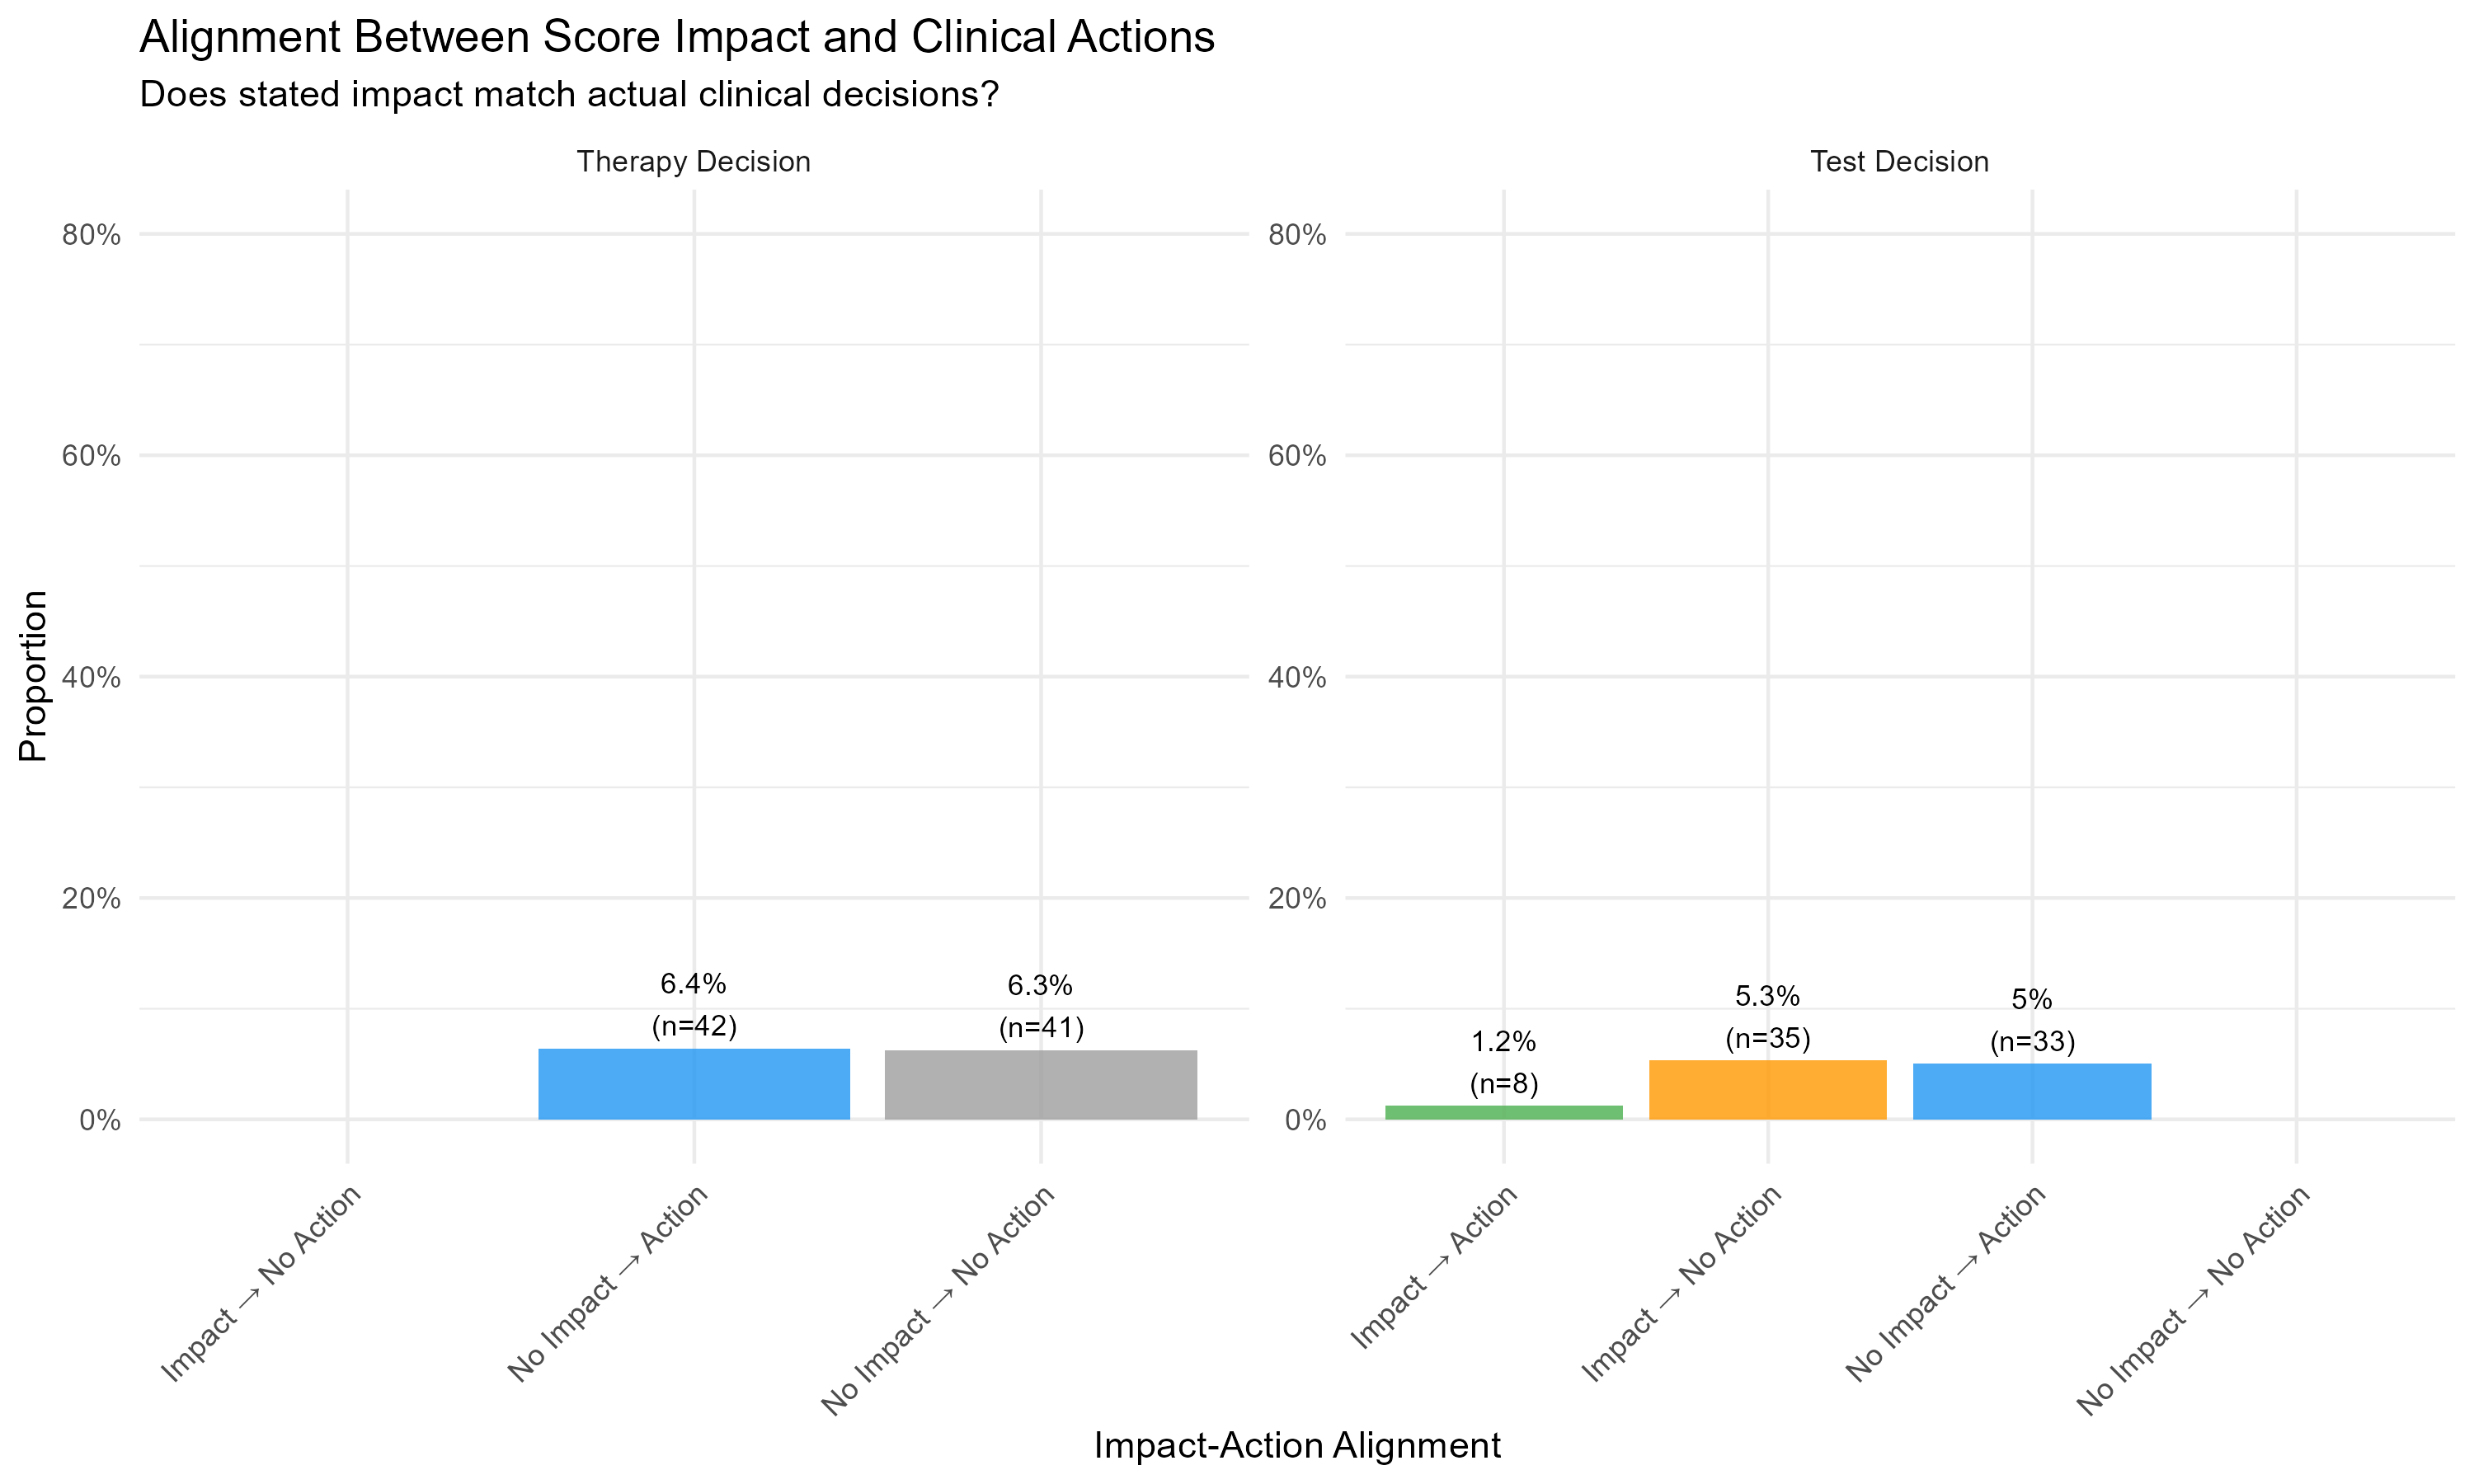 Alignment Between Score Impact and Clinical Actions
Does stated impact match actual clinical decisions?
Therapy Decision
Test Decision
Proportion
80%
60%
40%
20%
0%
6.4%
(n=42)
6.3%
(n=41)
Impact → No Action
No Impact → Action
No Impact → No Action
80%
60%
40%
20%
0%
1.2%
(n=8)
5.3%
(n=35)
5%
(n=33)
Impact → Action
Impact → No Action
No Impact → Action
No Impact → No Action
Impact-Action Alignment